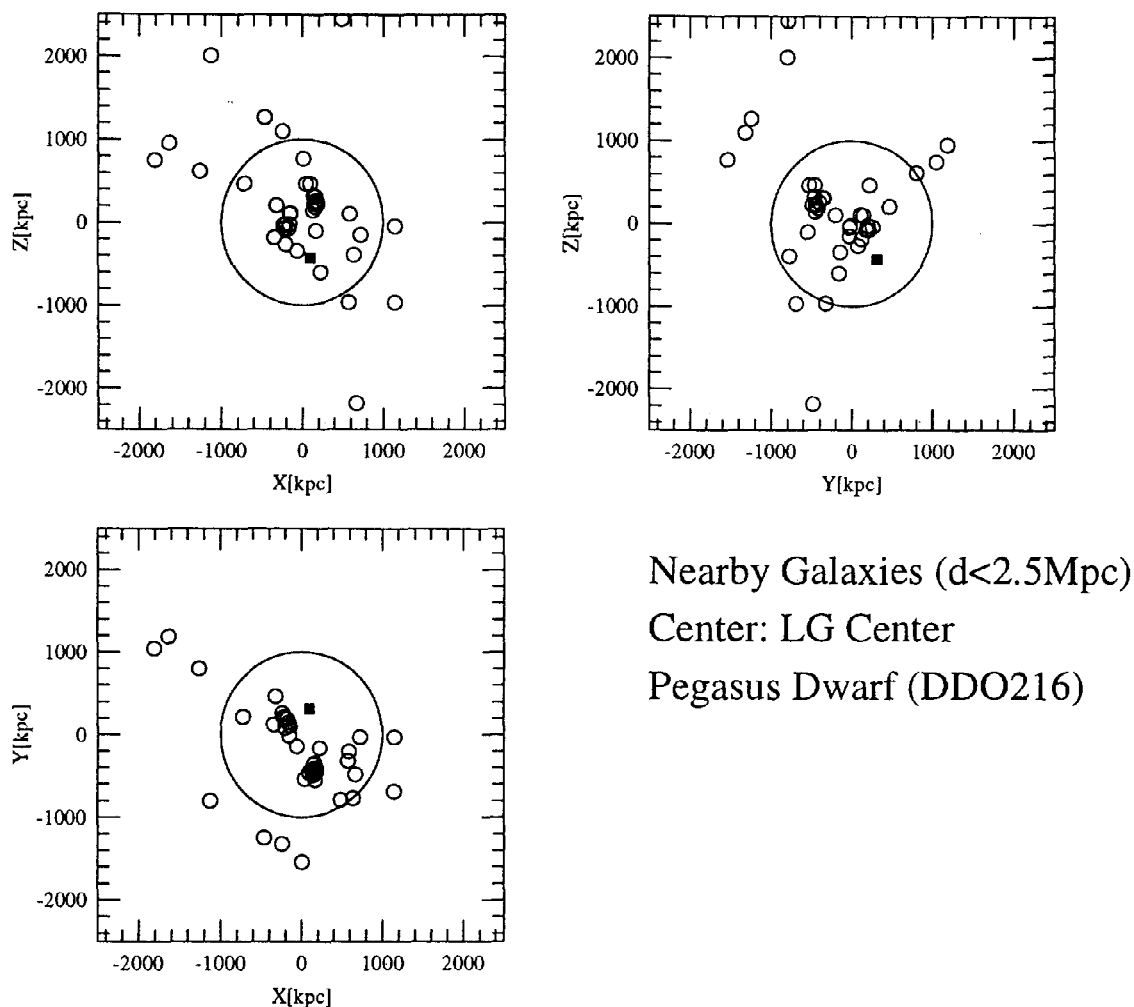 2000
1000
0
-1000
-2000
Z[kpc]
-2000 -1000 0 1000 2000
X[kpc]
2000
1000
0
-1000
-2000
Z[kpc]
-2000 -1000 0 1000 2000
Y[kpc]
2000
1000
0
-1000
-2000
Y[kpc]
-2000 -1000 0 1000 2000
X[kpc]
Nearby Galaxies (d<2.5Mpc)
Center: LG Center
Pegasus Dwarf (DDO216)